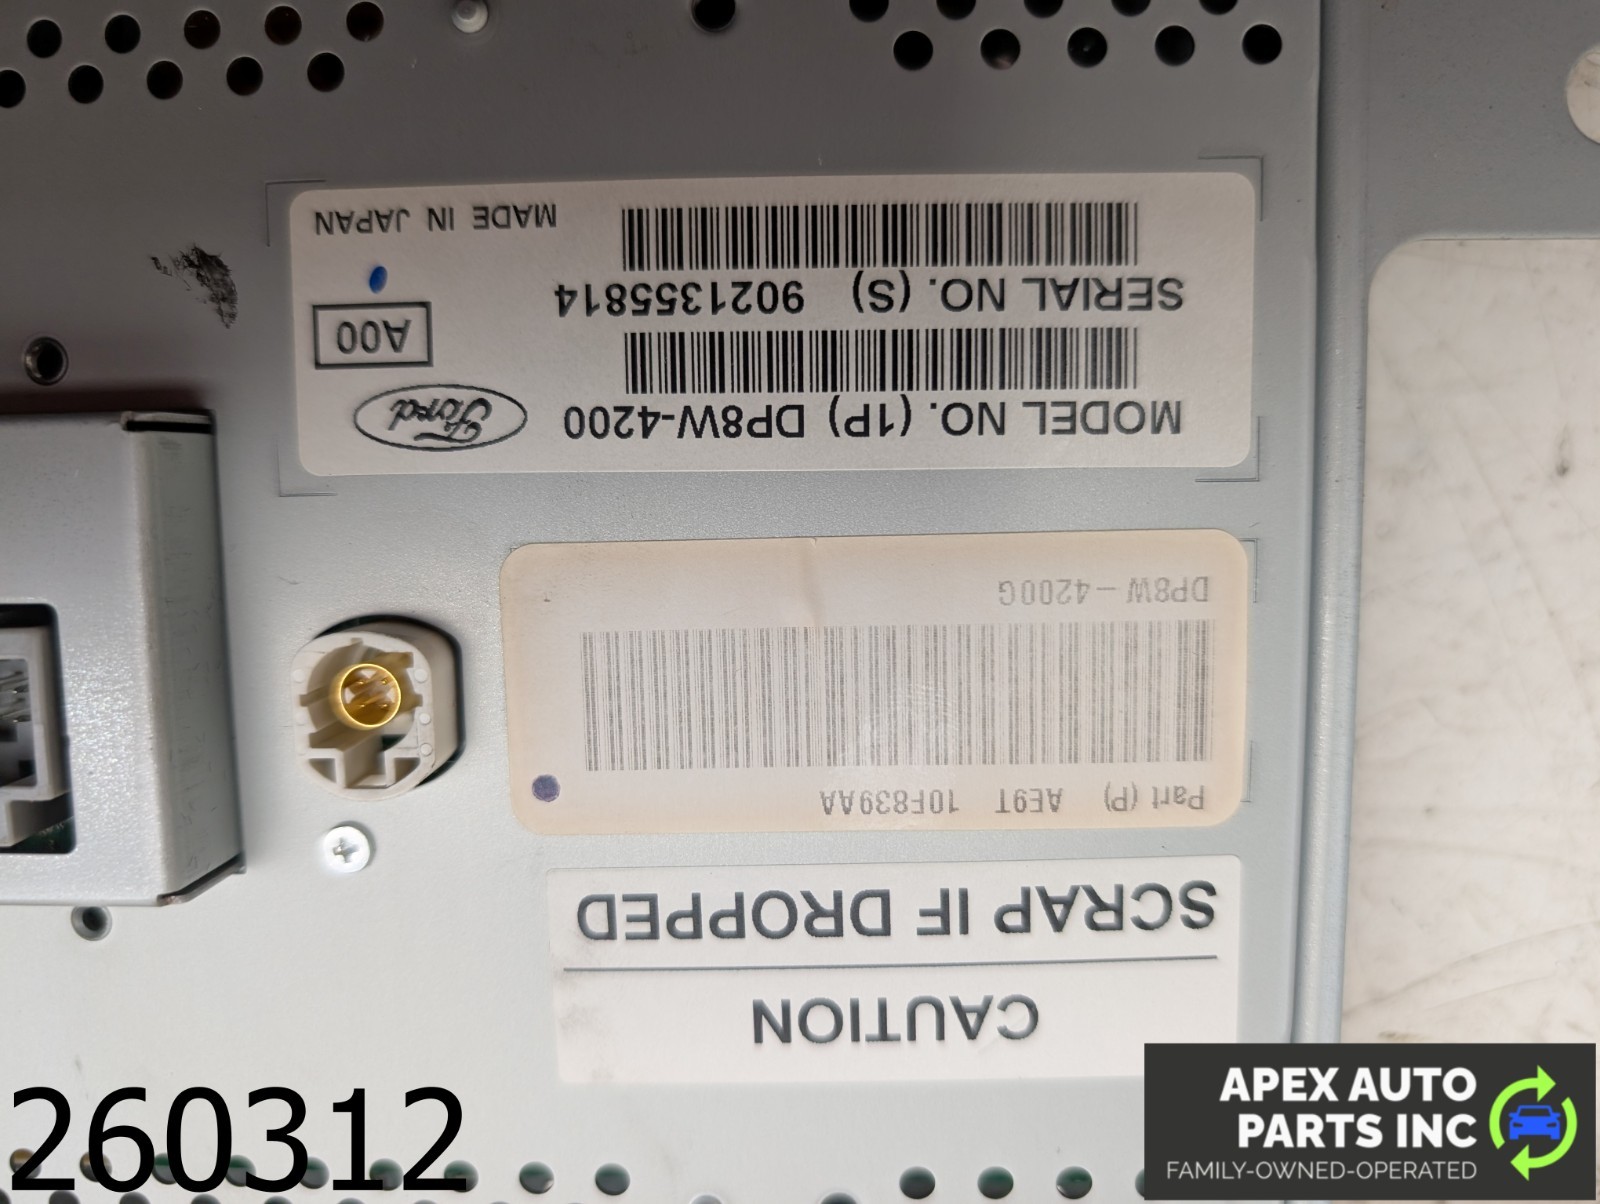 CAUTION
SCRAP IF DROPPED
Part (P) AE9T 10F839AA
DP8W-4200G
MODEL NO. (1P) DP8W-4200
Ford
SERIAL NO. (S) 9021355814
A00
MADE IN JAPAN
260312
APEX AUTO
PARTS INC
FAMILY-OWNED-OPERATED